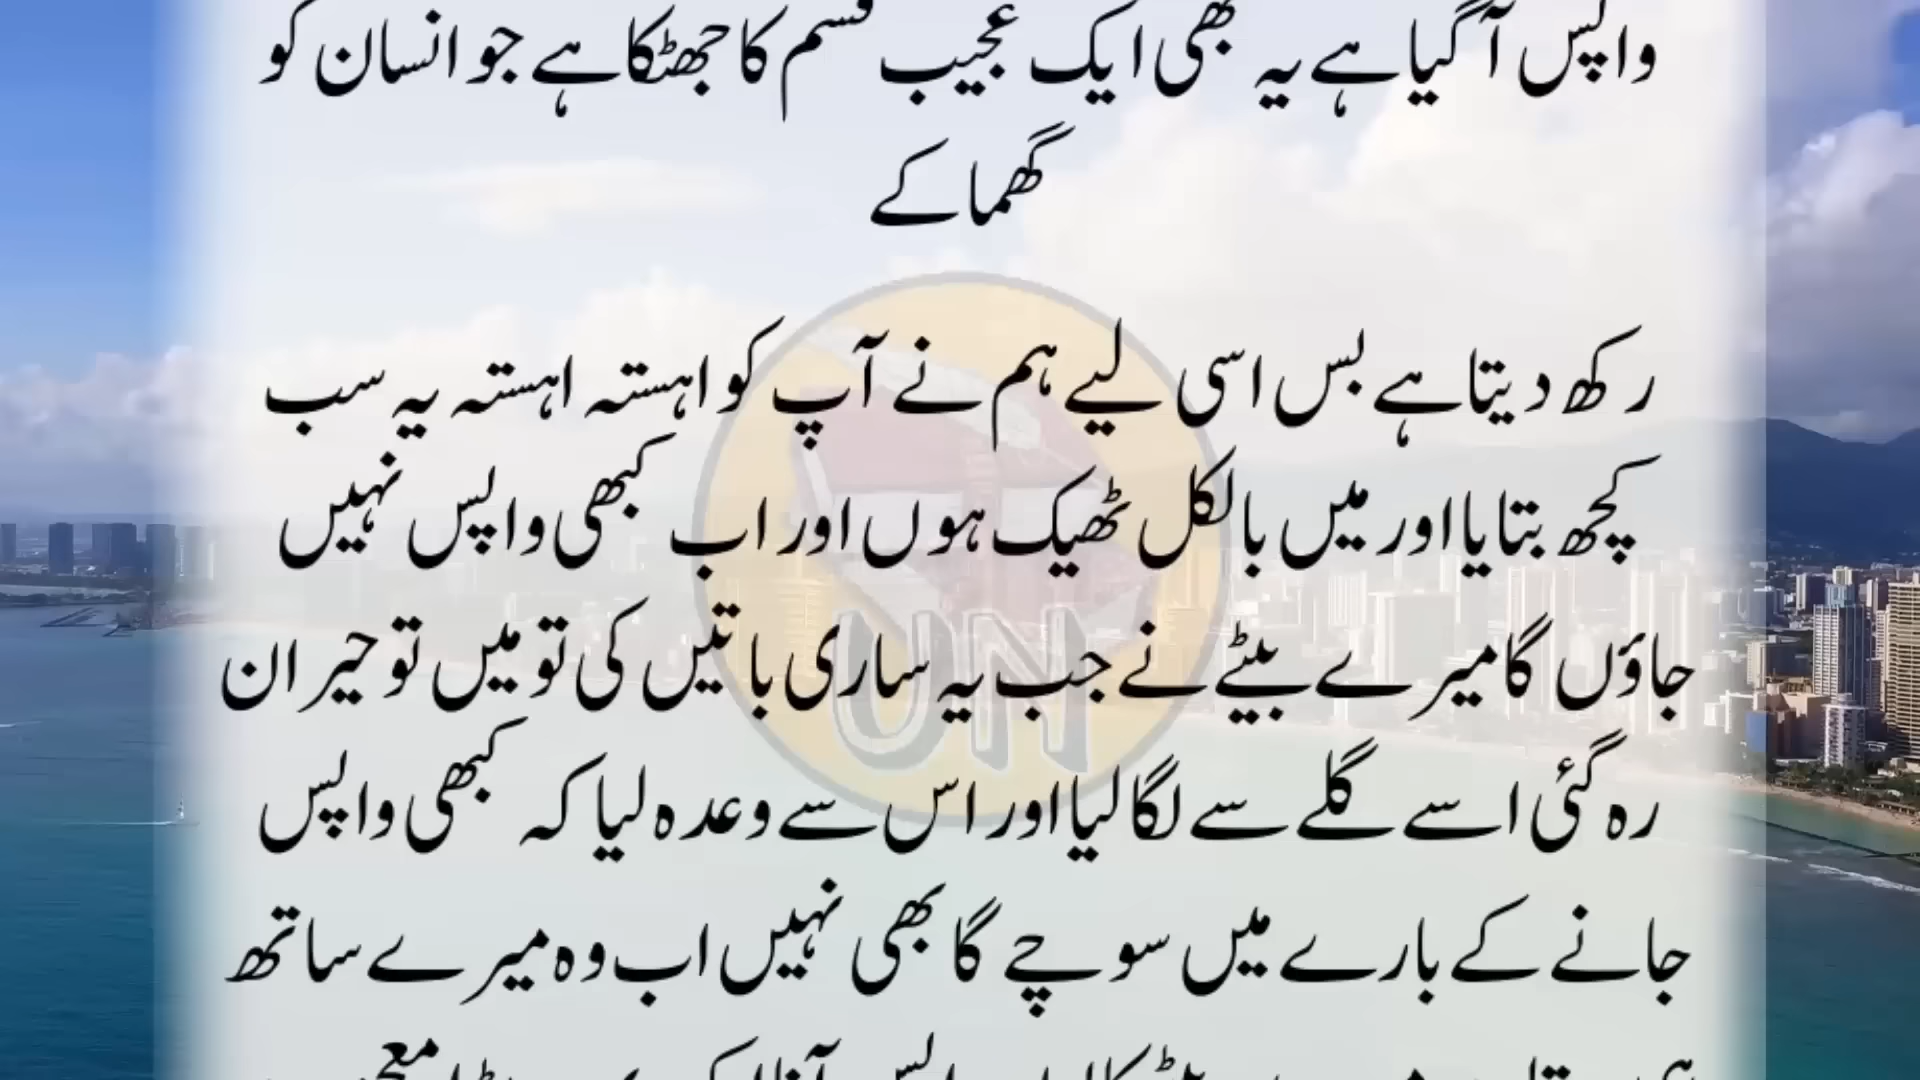 واپس آگیا ہے یہ بھی ایک عجیب قسم کا جھٹکا ہے جو انسان کو
گھما کے
رکھ دیتا ہے بس اسی لیے ہم نے آپ کو اہستہ اہستہ یہ سب
کچھ بتایا اور میں بالکل ٹھیک ہوں اور اب کبھی واپس نہیں
جاؤں گا میرے بیٹے نے جب یہ ساری باتیں کی تو میں تو حیران
رہ گئی اسے گلے سے لگا لیا اور اس سے وعدہ لیا کہ کبھی واپس
جانے کے بارے میں سوچے گا بھی نہیں اب وہ میرے ساتھ
UN